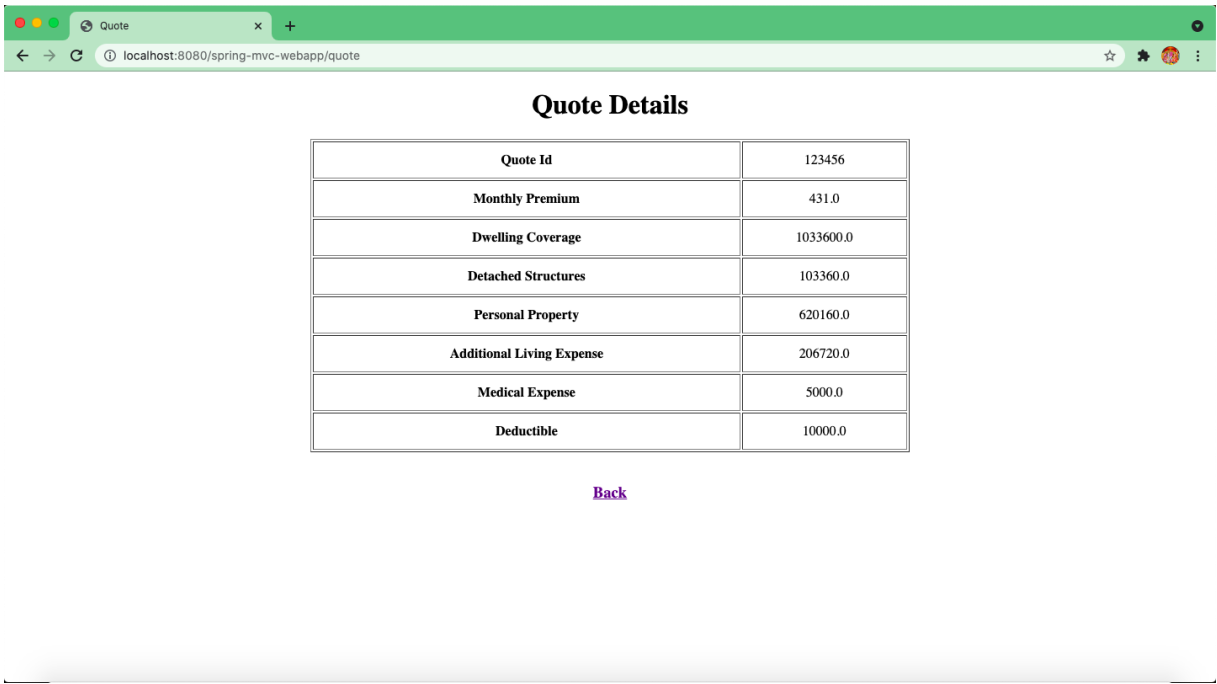 Quote
localhost:8080/spring-mvc-webapp/quote
Quote Details
Quote Id 123456
Monthly Premium 431.0
Dwelling Coverage 1033600.0
Detached Structures 103360.0
Personal Property 620160.0
Additional Living Expense 206720.0
Medical Expense 5000.0
Deductible 10000.0
Back